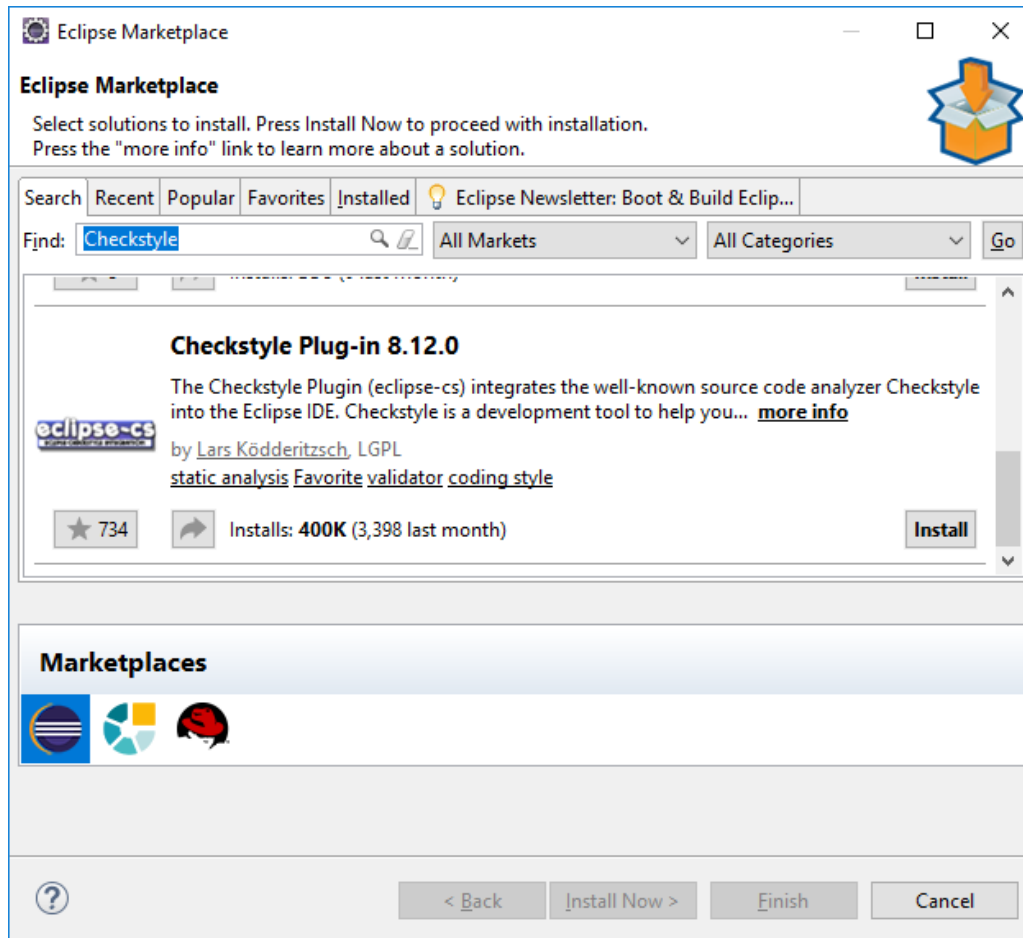 Eclipse Marketplace
Eclipse Marketplace
Select solutions to install. Press Install Now to proceed with installation.
Press the "more info" link to learn more about a solution.
Search Recent Popular Favorites Installed Eclipse Newsletter: Boot & Build Eclip...
Find: Checkstyle All Markets All Categories Go
Checkstyle Plug-in 8.12.0
The Checkstyle Plugin (eclipse-cs) integrates the well-known source code analyzer Checkstyle
into the Eclipse IDE. Checkstyle is a development tool to help you... more info
eclipse-cs
by Lars Ködderitzsch, LGPL
static analysis Favorite validator coding style
734 Installs: 400K (3,398 last month) Install
Marketplaces
? < Back Install Now > Finish Cancel